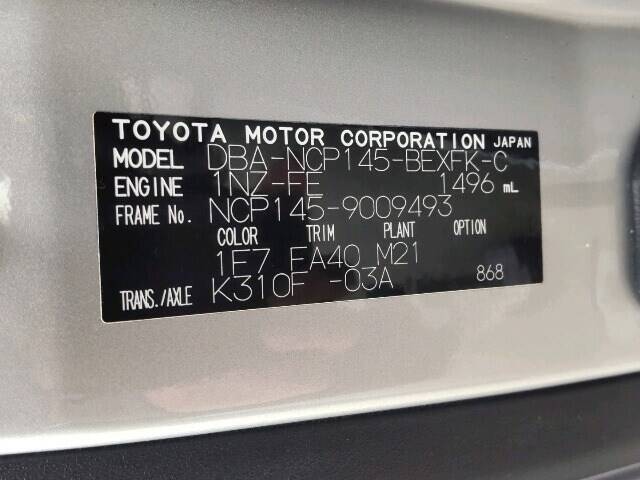 TOYOTA MOTOR CORPORATION JAPAN
MODEL DBA-NCP145-BEXFK-C
ENGINE 1NZ-FE 1496 mL
FRAME No. NCP145-9009493
COLOR TRIM PLANT OPTION
1F7 FA40 M21
TRANS./AXLE K310F -03A 868